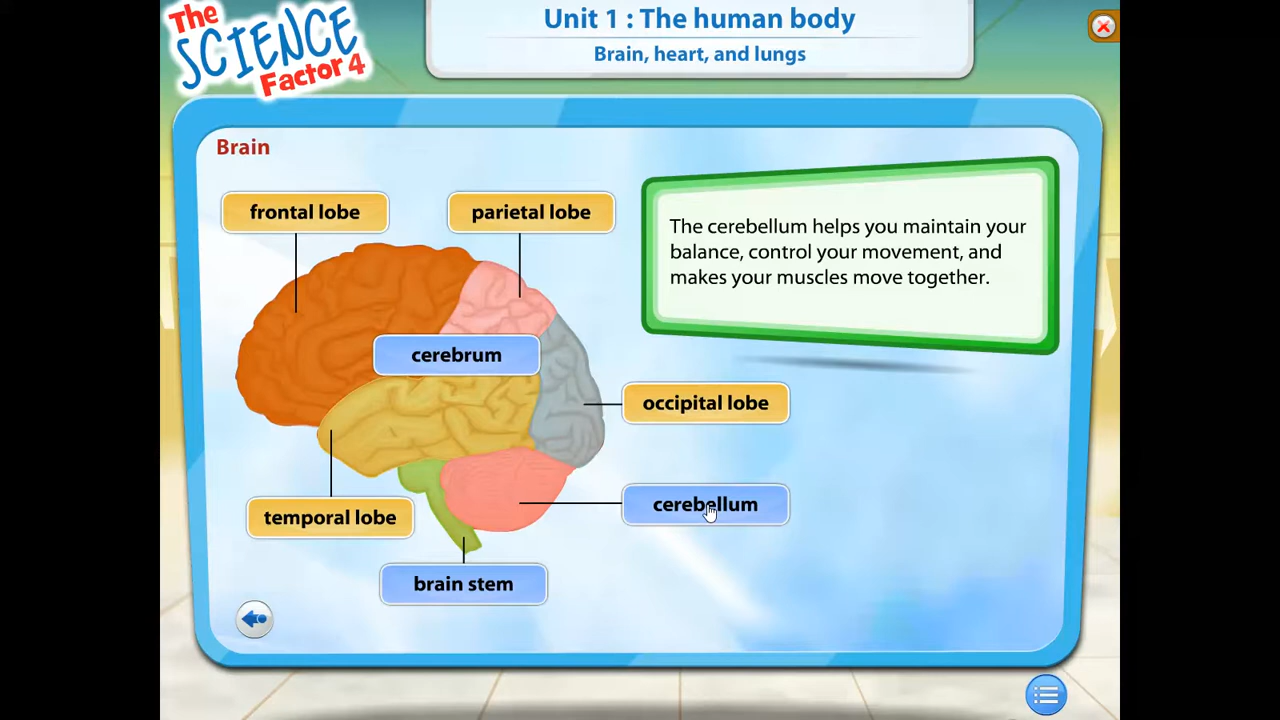 The
SCIENCE
Factor 4
Unit 1 : The human body
Brain, heart, and lungs
Brain
frontal lobe
parietal lobe
The cerebellum helps you maintain your
balance, control your movement, and
makes your muscles move together.
cerebrum
occipital lobe
cerebellum
temporal lobe
brain stem